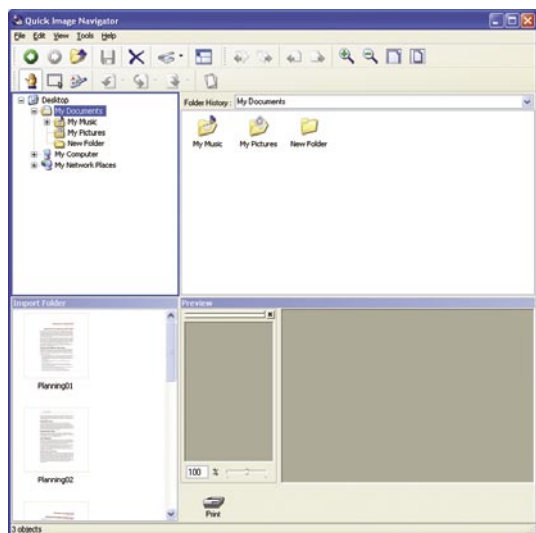 Quick Image Navigator
File Edit View Tools Help
Desktop
My Documents
My Music
My Pictures
New Folder
My Computer
My Network Places
Folder History : My Documents
My Music My Pictures New Folder
Import Folder
Planning01
Planning02
Preview
100 %
Print
3 objects